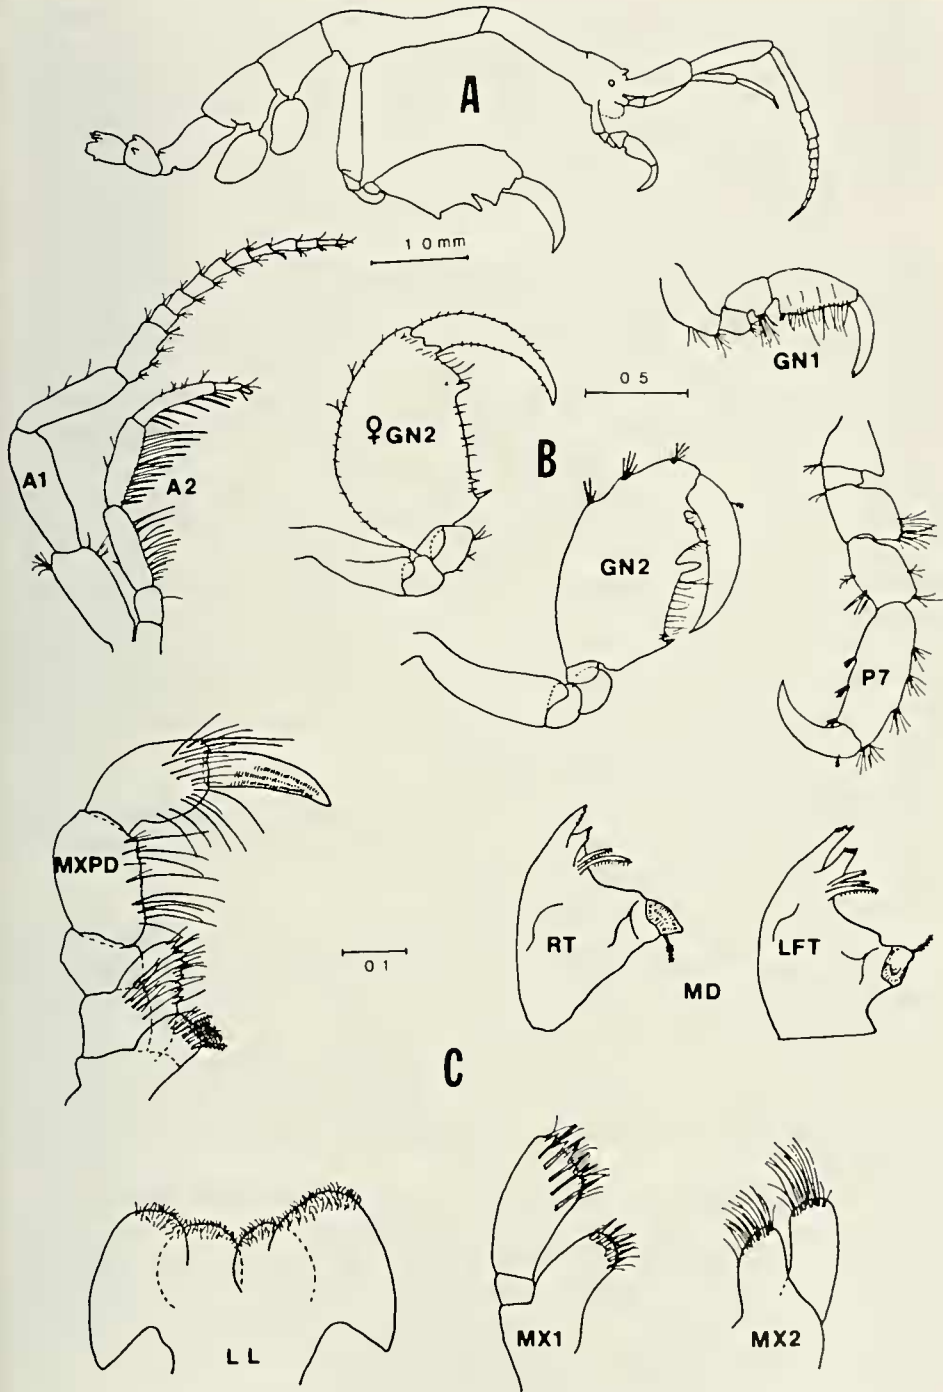 A
1 0 mm
GN1
0 5
♀ GN2
B
A1
A2
GN2
P7
MXPD
0 1
RT
MD
LFT
C
LL
MX1
MX2